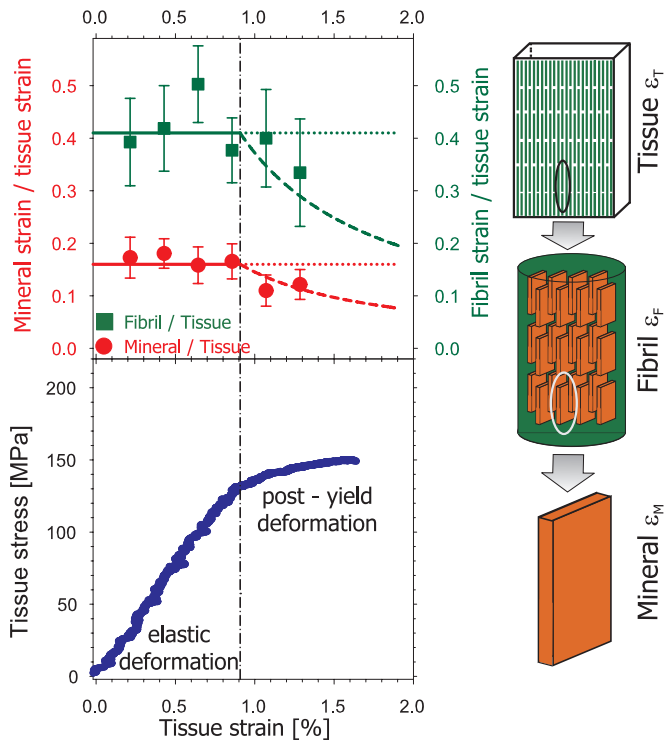 0.0 0.5 1.0 1.5 2.0
Mineral strain / tissue strain
0.5
0.4
0.3
0.2
0.1
0.0
Fibril / Tissue
Mineral / Tissue
0.5
0.4
0.3
0.2
0.1
0.0
Fibril strain / tissue strain
Tissue stress [MPa]
200
150
100
50
0
post - yield
deformation
elastic
deformation
0.0 0.5 1.0 1.5 2.0
Tissue strain [%]
Tissue εT
Fibril εF
Mineral εM